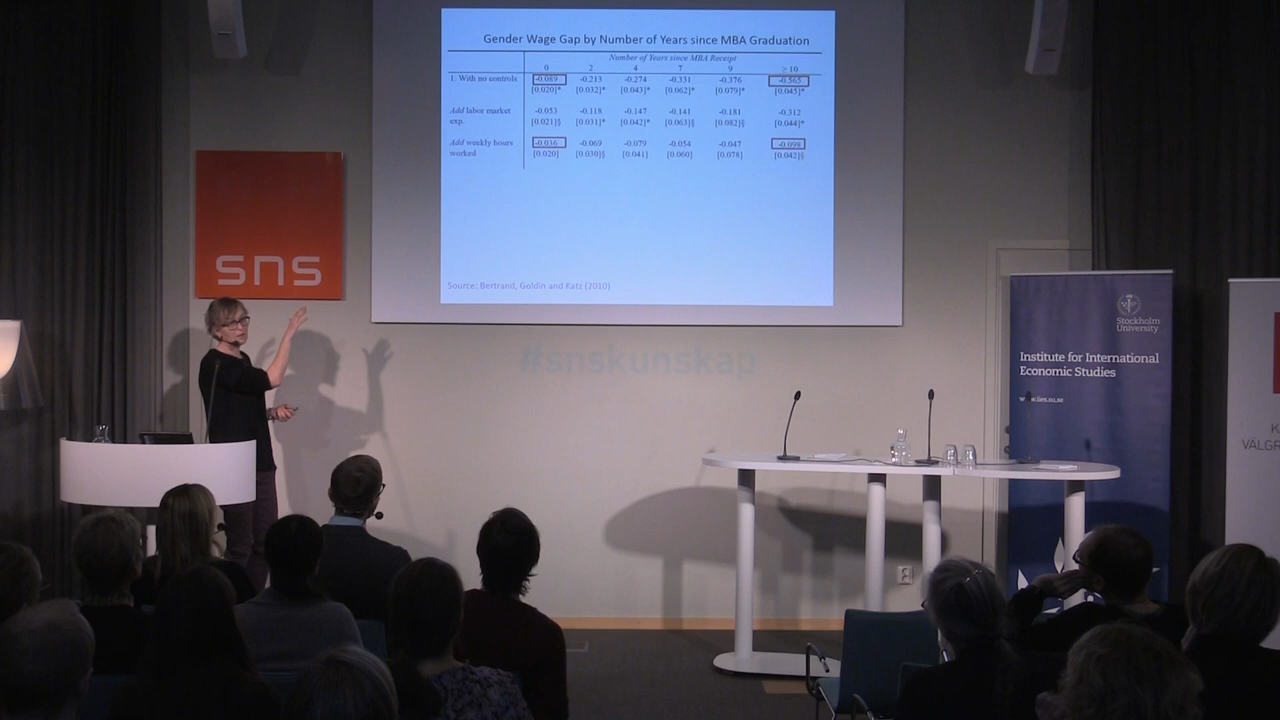 Gender Wage Gap by Number of Years since MBA Graduation
Number of Years since MBA Receipt
0 2 4 7 9 ≥ 10
1. With no controls -0.089 -0.213 -0.274 -0.331 -0.376 -0.565
[0.020]* [0.032]* [0.043]* [0.062]* [0.079]* [0.045]*
Add labor market -0.053 -0.118 -0.147 -0.141 -0.181 -0.312
exp. [0.021]§ [0.031]* [0.042]* [0.063]§ [0.082]§ [0.044]*
Add weekly hours -0.036 -0.069 -0.079 -0.054 -0.047 -0.098
worked [0.020] [0.030]§ [0.041] [0.060] [0.078] [0.042]§
Source: Bertrand, Goldin and Katz (2010)
sns
#snskunskap
Stockholm
University
Institute for International
Economic Studies
www.iies.su.se
K
VÄLGR